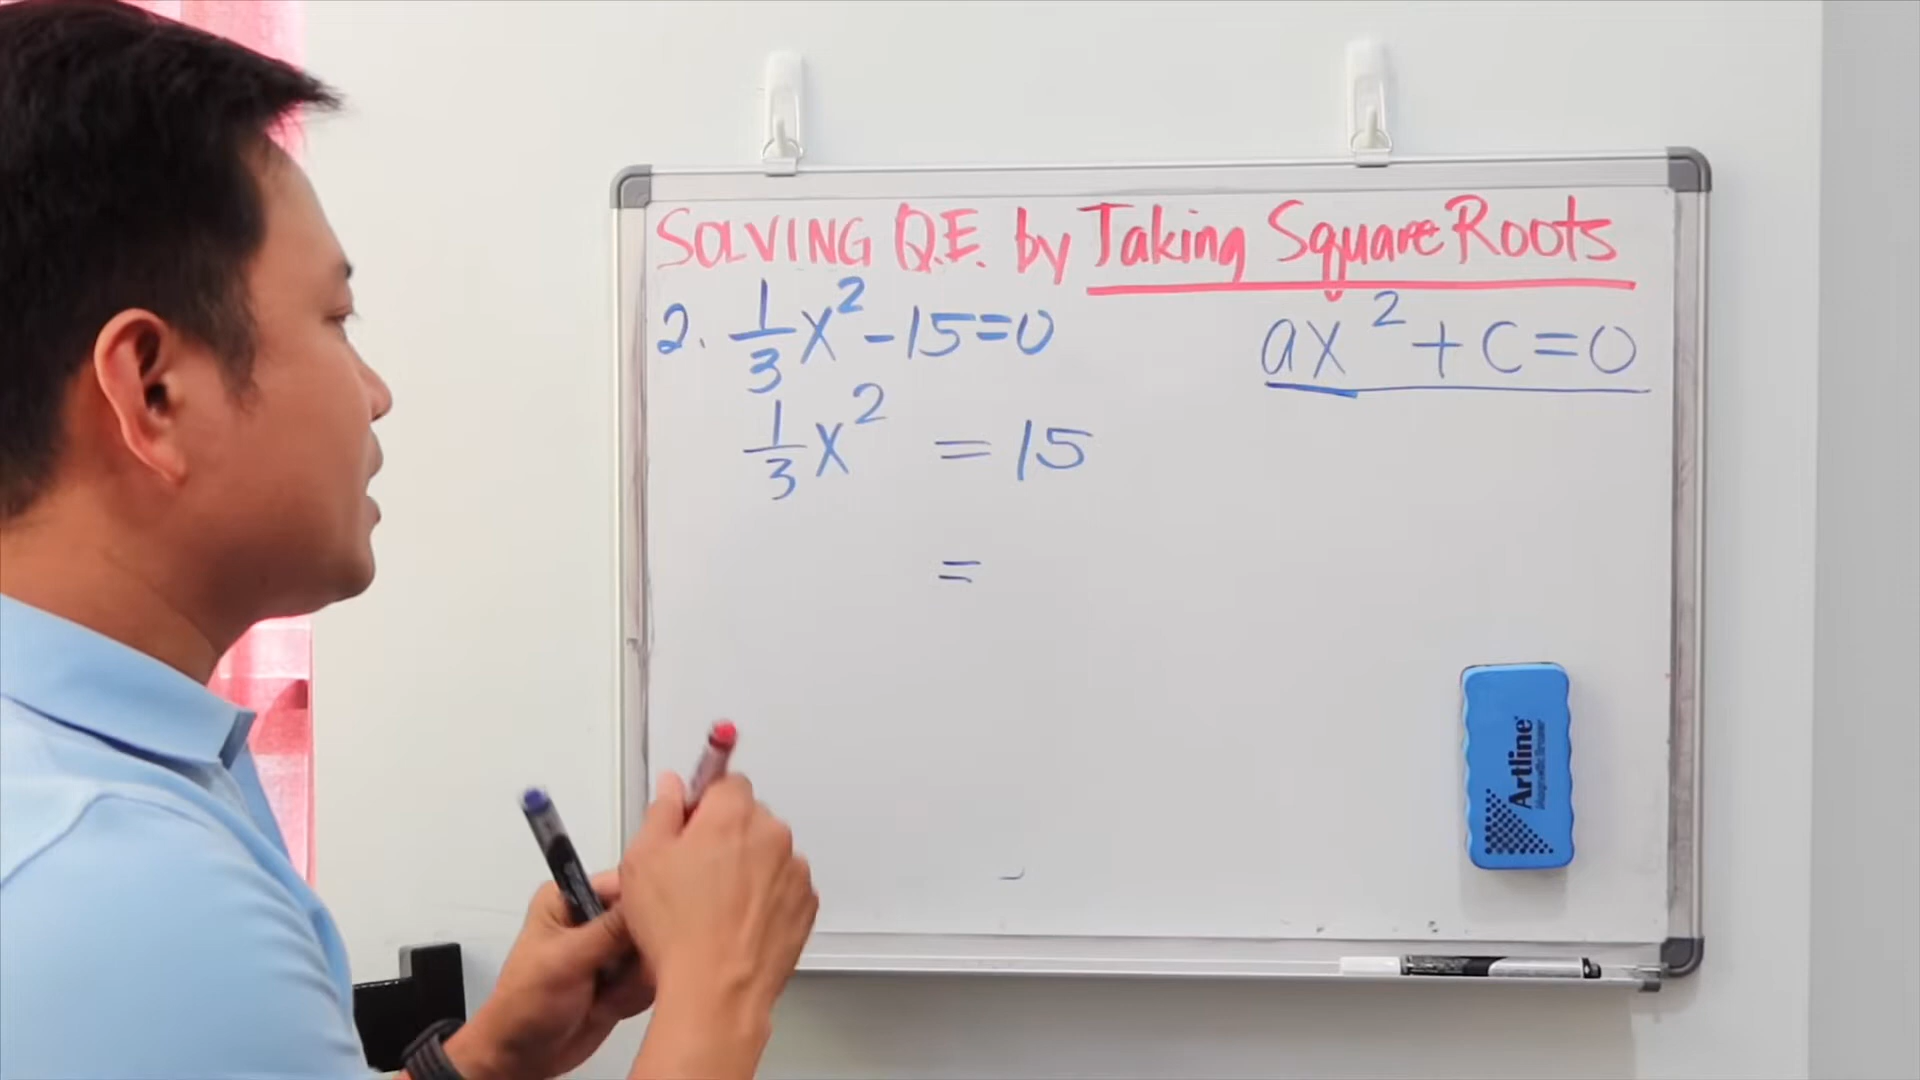 SOLVING Q.E. by Taking Square Roots
2. 1/3 x² - 15 = 0
ax² + c = 0
1/3 x² = 15
=
Artline